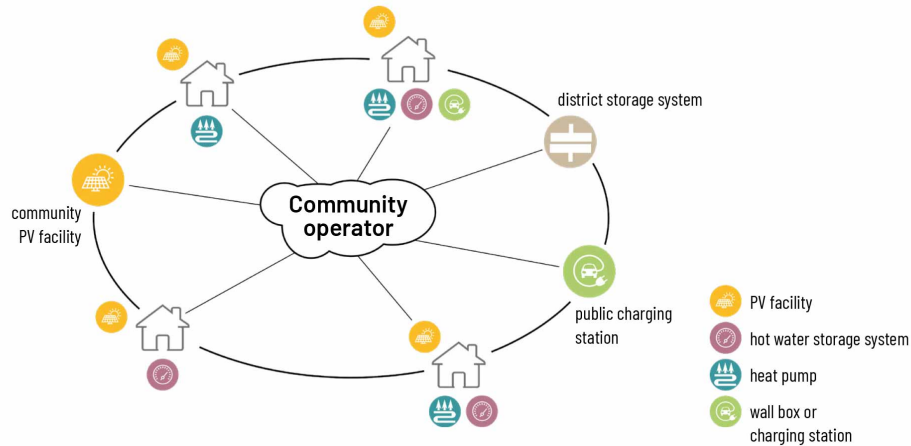 district storage system
Community
operator
community
PV facility
public charging
station
PV facility
hot water storage system
heat pump
wall box or
charging station